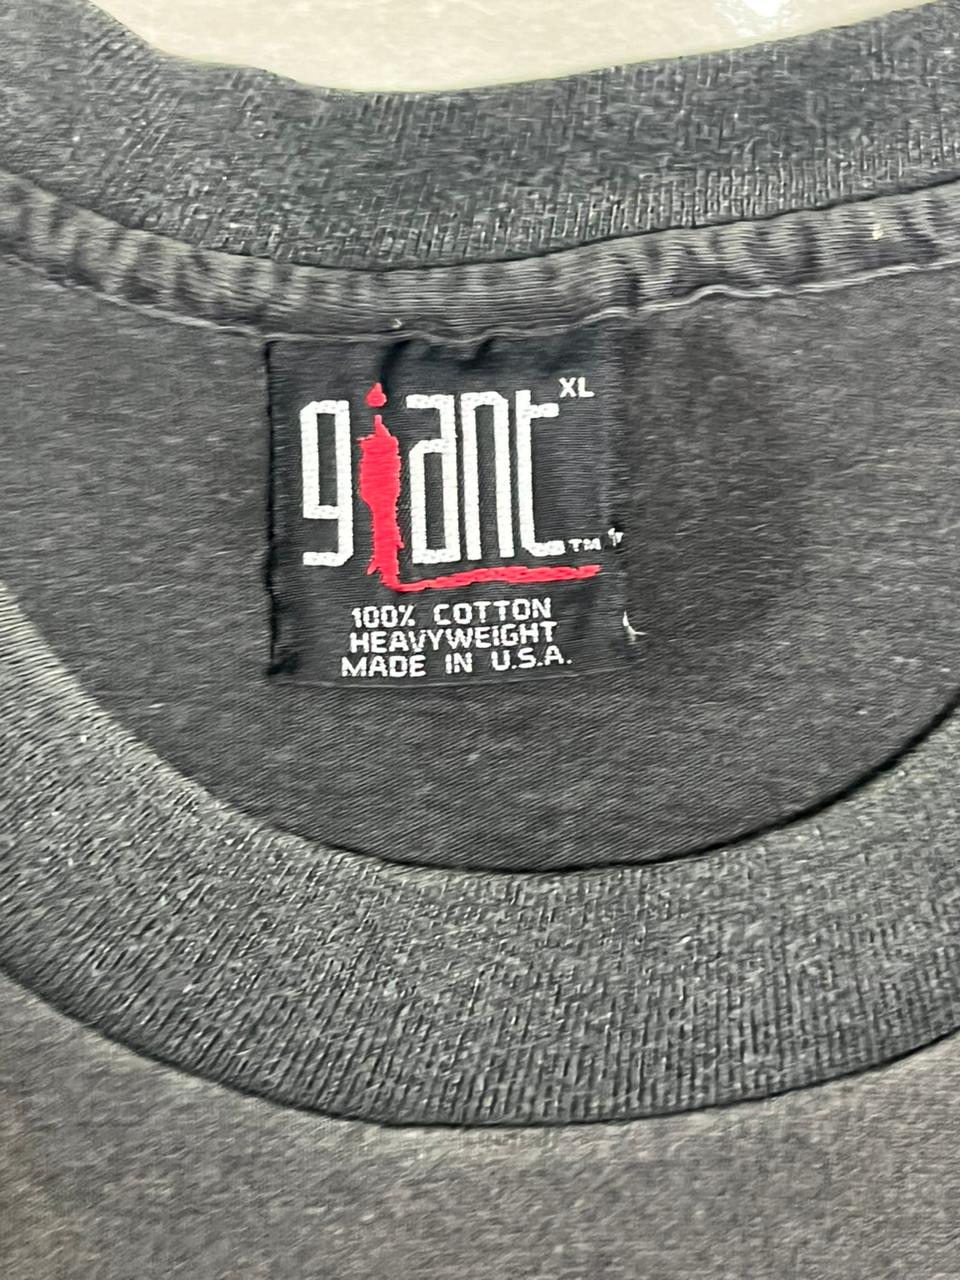 giant XL
™
100% COTTON
HEAVYWEIGHT
MADE IN U.S.A.